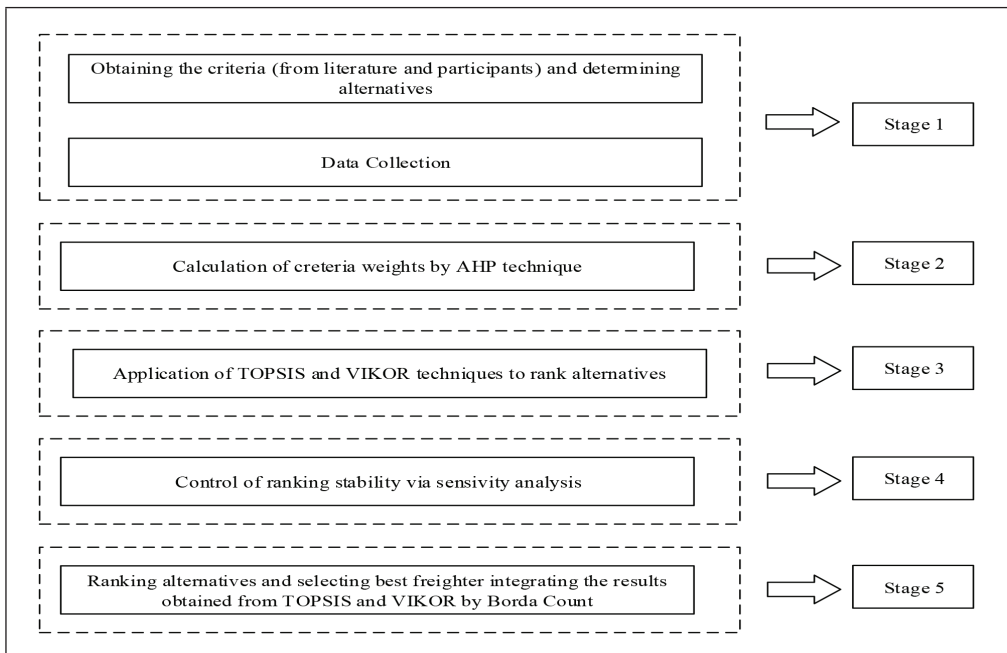 Obtaining the criteria (from literature and participants) and determining
alternatives
Stage 1
Data Collection
Calculation of creteria weights by AHP technique
Stage 2
Application of TOPSIS and VIKOR techniques to rank alternatives
Stage 3
Control of ranking stability via sensivity analysis
Stage 4
Ranking alternatives and selecting best freighter integrating the results
obtained from TOPSIS and VIKOR by Borda Count
Stage 5